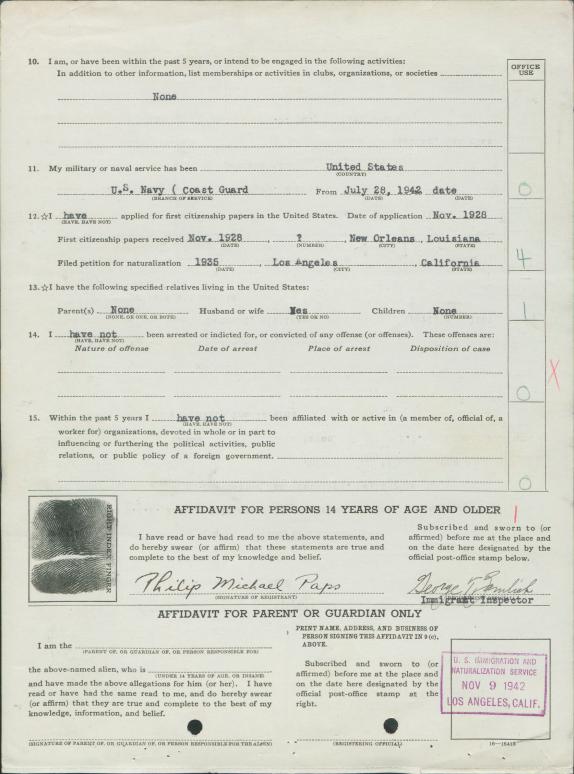 10. I am, or have been within the past 5 years, or intend to be engaged in the following activities:
In addition to other information, list memberships or activities in clubs, organizations, or societies
OFFICE USE
None
11. My military or naval service has been United States
(COUNTRY)
U.S. Navy ( Coast Guard From July 28, 1942 date
(BRANCH OF SERVICE) (DATE) (DATE)
0
12. ☆I have applied for first citizenship papers in the United States. Date of application Nov. 1928
(HAVE, HAVE NOT)
First citizenship papers received Nov. 1928, ?, New Orleans, Louisiana
(DATE) (NUMBER) (CITY) (STATE)
4
Filed petition for naturalization 1935, Los Angeles, California
(DATE) (CITY) (STATE)
13. ☆I have the following specified relatives living in the United States:
Parent(s) None Husband or wife Yes Children None
(NONE, ONE, OR BOTH) (YES OR NO) (NUMBER)
1
14. I have not been arrested or indicted for, or convicted of any offense (or offenses). These offenses are:
(HAVE, HAVE NOT)
Nature of offense Date of arrest Place of arrest Disposition of case
X
0
15. Within the past 5 years I have not been affiliated with or active in (a member of, official of, a
(HAVE, HAVE NOT)
worker for) organizations, devoted in whole or in part to
influencing or furthering the political activities, public
relations, or public policy of a foreign government.
0
RIGHT INDEX FINGER
AFFIDAVIT FOR PERSONS 14 YEARS OF AGE AND OLDER
I have read or have had read to me the above statements, and
do hereby swear (or affirm) that these statements are true and
complete to the best of my knowledge and belief.
Subscribed and sworn to (or
affirmed) before me at the place and
on the date here designated by the
official post-office stamp below.
Philip Michael Paps
(SIGNATURE OF REGISTRANT)
George
Immigrant Inspector
AFFIDAVIT FOR PARENT OR GUARDIAN ONLY
I am the
(PARENT OF, OR GUARDIAN OF, OR PERSON RESPONSIBLE FOR)
the above-named alien, who is
(UNDER 14 YEARS OF AGE, OR INSANE)
and have made the above allegations for him (or her). I have
read or have had the same read to me, and do hereby swear
(or affirm) that they are true and complete to the best of my
knowledge, information, and belief.
(SIGNATURE OF PARENT OF, OR GUARDIAN OF, OR PERSON RESPONSIBLE FOR THE ALIEN)
PRINT NAME, ADDRESS, AND BUSINESS OF
PERSON SIGNING THIS AFFIDAVIT IN 9(c),
ABOVE.
Subscribed and sworn to (or
affirmed) before me at the place and
on the date here designated by the
official post-office stamp at the
right.
(REGISTERING OFFICIAL)
U. S. IMMIGRATION AND
NATURALIZATION SERVICE
NOV 9 1942
LOS ANGELES, CALIF.